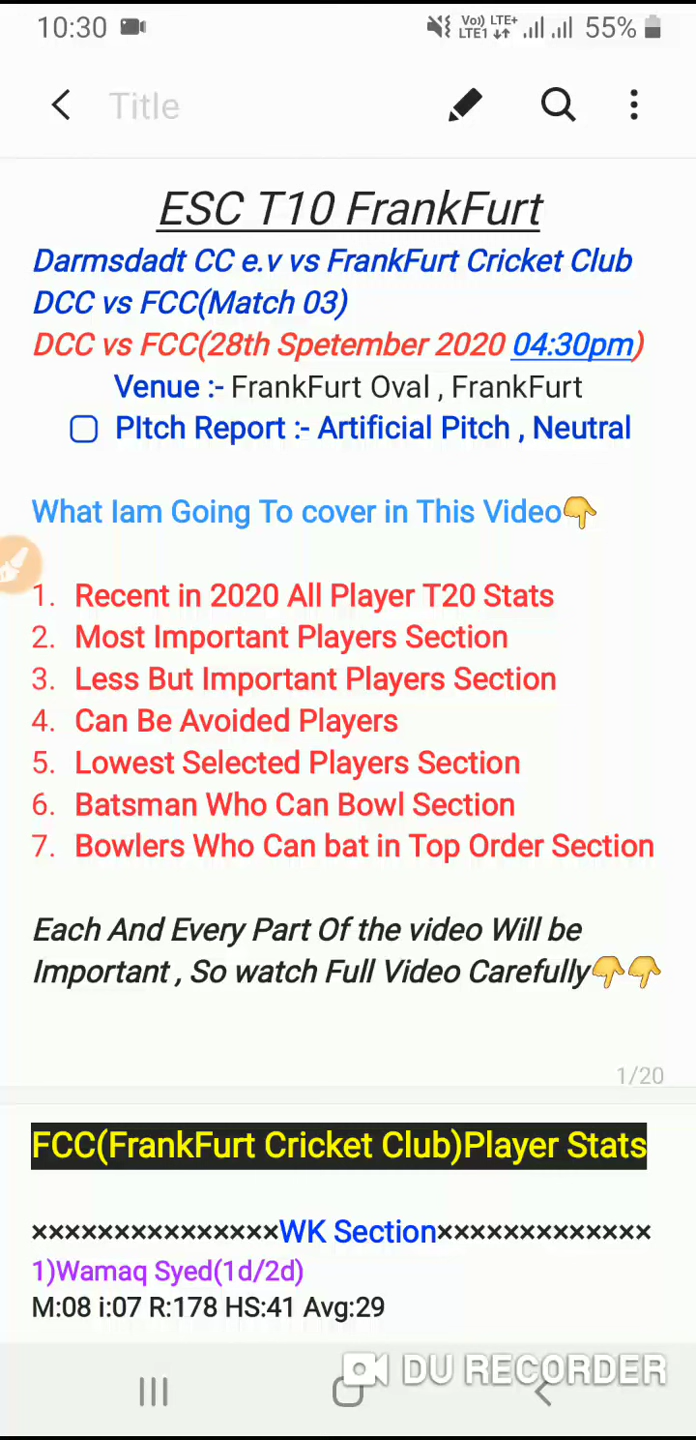 10:30
Vo) LTE+
LTE1 55%
Title
ESC T10 FrankFurt
Darmsdadt CC e.v vs FrankFurt Cricket Club
DCC vs FCC(Match 03)
DCC vs FCC(28th Spetember 2020 04:30pm)
Venue :- FrankFurt Oval , FrankFurt
PItch Report :- Artificial Pitch , Neutral
What Iam Going To cover in This Video👇
1. Recent in 2020 All Player T20 Stats
2. Most Important Players Section
3. Less But Important Players Section
4. Can Be Avoided Players
5. Lowest Selected Players Section
6. Batsman Who Can Bowl Section
7. Bowlers Who Can bat in Top Order Section
Each And Every Part Of the video Will be
Important , So watch Full Video Carefully👇👇
1/20
FCC(FrankFurt Cricket Club)Player Stats
×××××××××××××××WK Section×××××××××××××
1)Wamaq Syed(1d/2d)
M:08 i:07 R:178 HS:41 Avg:29
DU RECORDER